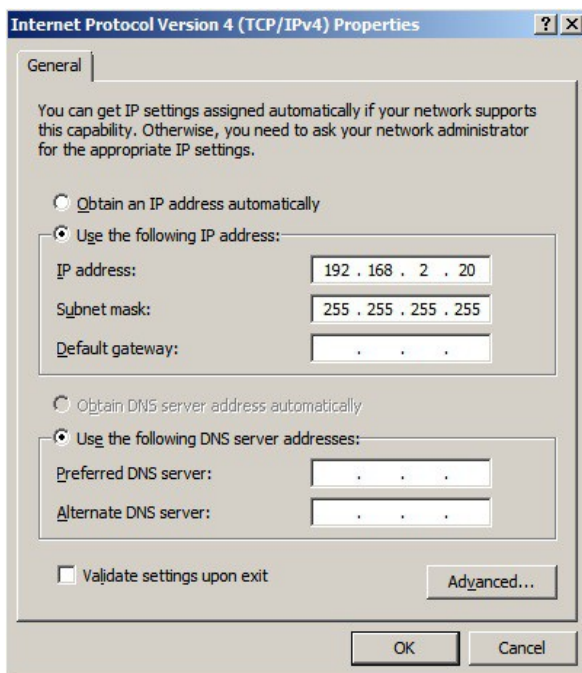 Internet Protocol Version 4 (TCP/IPv4) Properties
General
You can get IP settings assigned automatically if your network supports
this capability. Otherwise, you need to ask your network administrator
for the appropriate IP settings.
Obtain an IP address automatically
Use the following IP address:
IP address: 192 . 168 . 2 . 20
Subnet mask: 255 . 255 . 255 . 255
Default gateway: . . .
Obtain DNS server address automatically
Use the following DNS server addresses:
Preferred DNS server: . . .
Alternate DNS server: . . .
Validate settings upon exit
Advanced...
OK Cancel